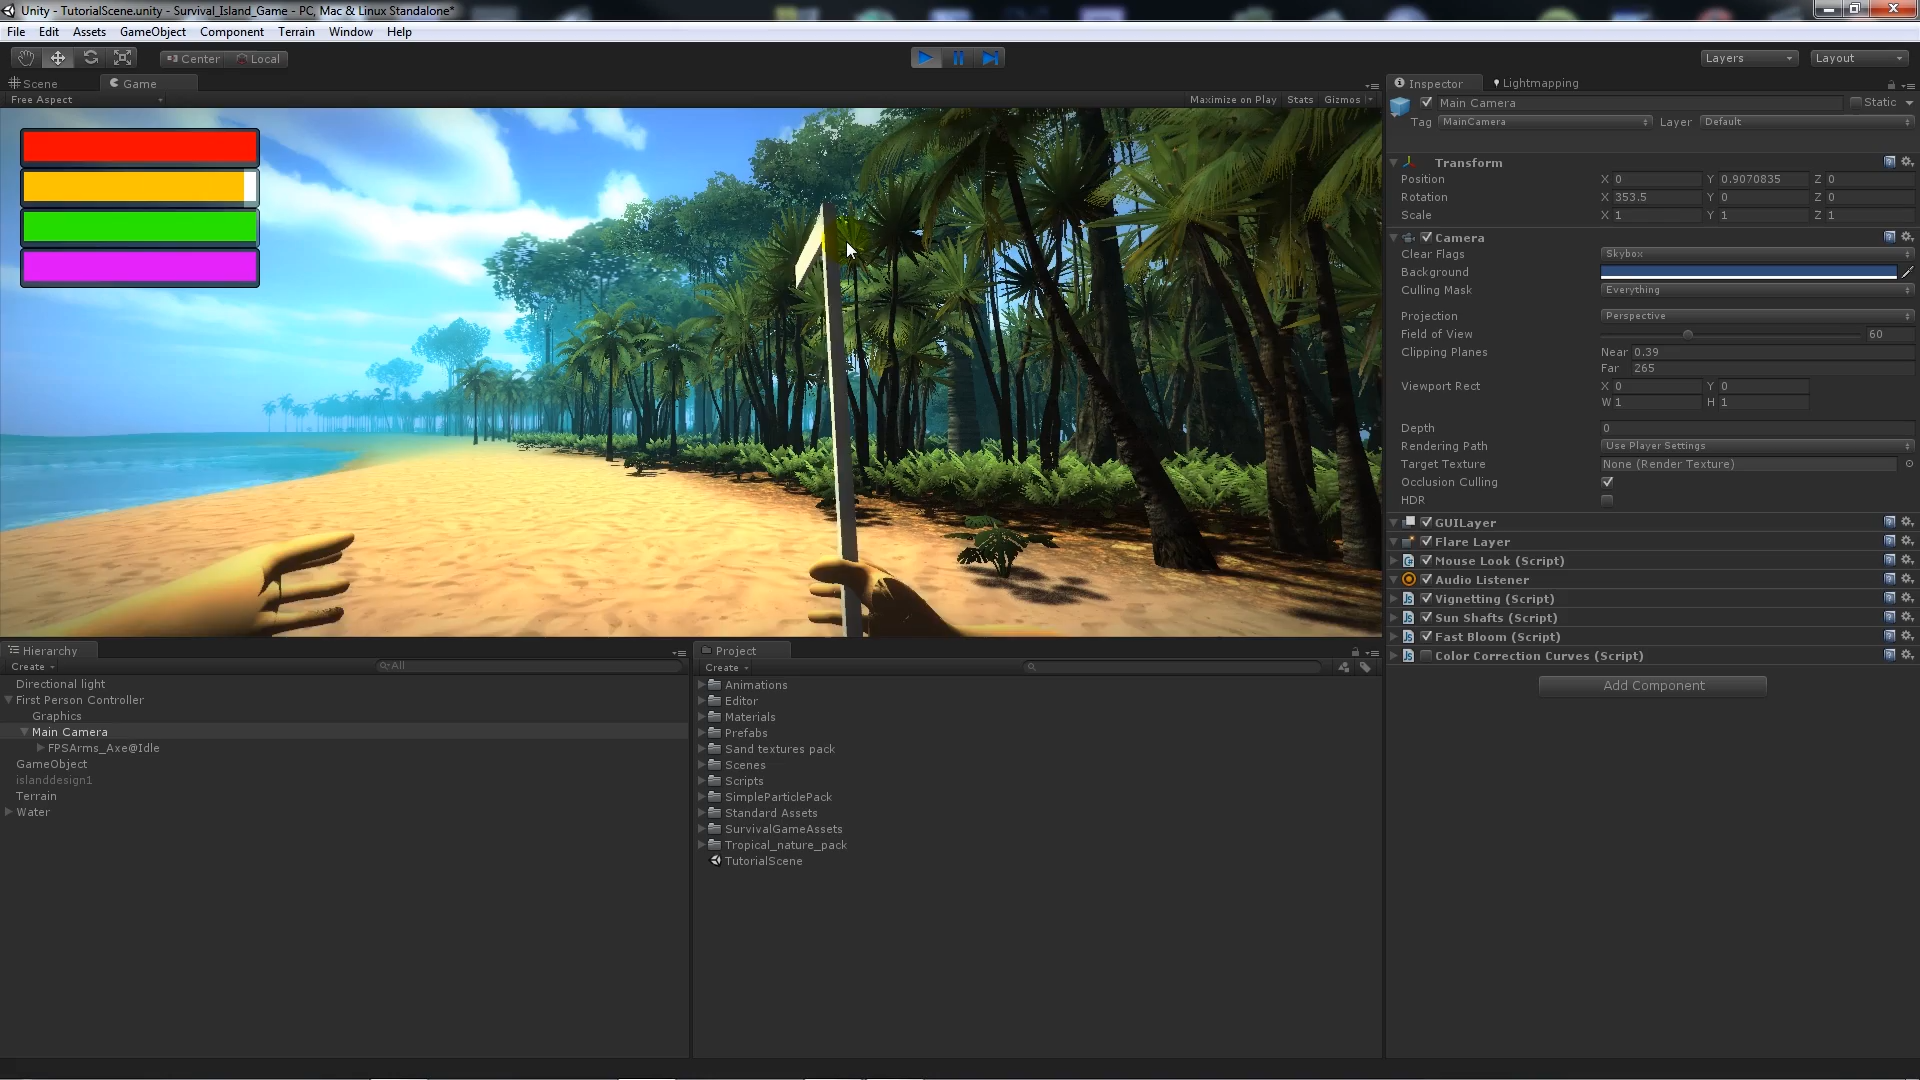 Unity - TutorialScene.unity - Survival_Island_Game - PC, Mac & Linux Standalone*
File Edit Assets GameObject Component Terrain Window Help
Center Local
Layers Layout
Scene Game
Free Aspect
Maximize on Play Stats Gizmos
Inspector Lightmapping
Main Camera Static
Tag MainCamera Layer Default
Transform
Position X 0 Y 0.9070835 Z 0
Rotation X 353.5 Y 0 Z 0
Scale X 1 Y 1 Z 1
Camera
Clear Flags Skybox
Background
Culling Mask Everything
Projection Perspective
Field of View 60
Clipping Planes Near 0.39
Far 265
Viewport Rect X 0 Y 0
W 1 H 1
Depth 0
Rendering Path Use Player Settings
Target Texture None (Render Texture)
Occlusion Culling
HDR
GUILayer
Flare Layer
Mouse Look (Script)
Audio Listener
Vignetting (Script)
Sun Shafts (Script)
Fast Bloom (Script)
Color Correction Curves (Script)
Add Component
Hierarchy
Create All
Directional light
First Person Controller
Graphics
Main Camera
FPSArms_Axe@Idle
GameObject
islanddesign1
Terrain
Water
Project
Create
Animations
Editor
Materials
Prefabs
Sand textures pack
Scenes
Scripts
SimpleParticlePack
Standard Assets
SurvivalGameAssets
Tropical_nature_pack
TutorialScene